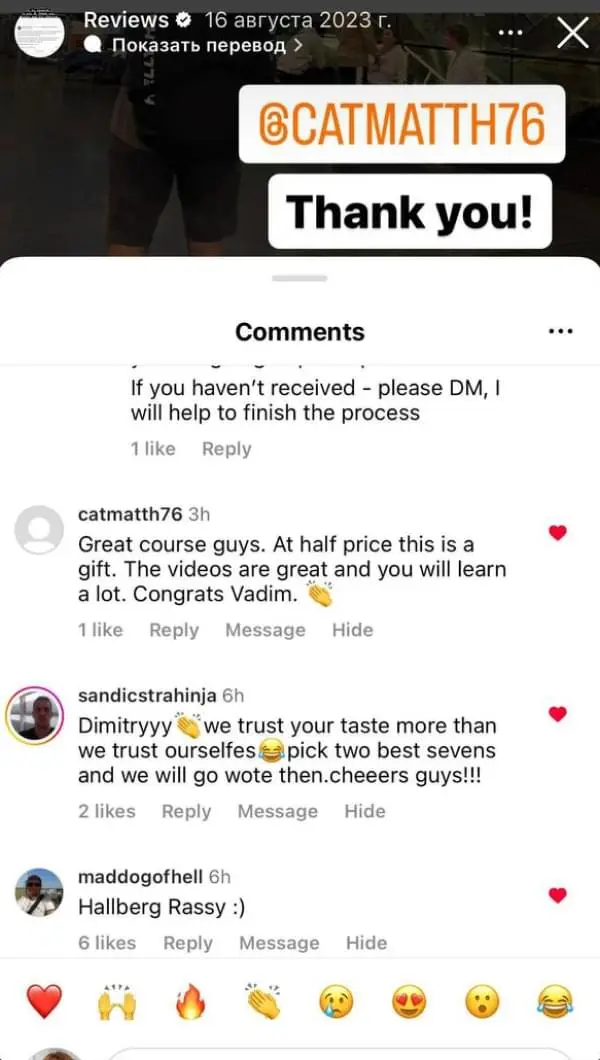 Reviews 16 августа 2023 г.
Показать перевод >
@CATMATTH76
Thank you!
Comments
If you haven't received - please DM, I
will help to finish the process
1 like Reply
catmatth76 3h
Great course guys. At half price this is a
gift. The videos are great and you will learn
a lot. Congrats Vadim. 👏
1 like Reply Message Hide
sandicstrahinja 6h
Dimitryyy👏we trust your taste more than
we trust ourselfes😂pick two best sevens
and we will go wote then.cheeers guys!!!
2 likes Reply Message Hide
maddogofhell 6h
Hallberg Rassy :)
6 likes Reply Message Hide